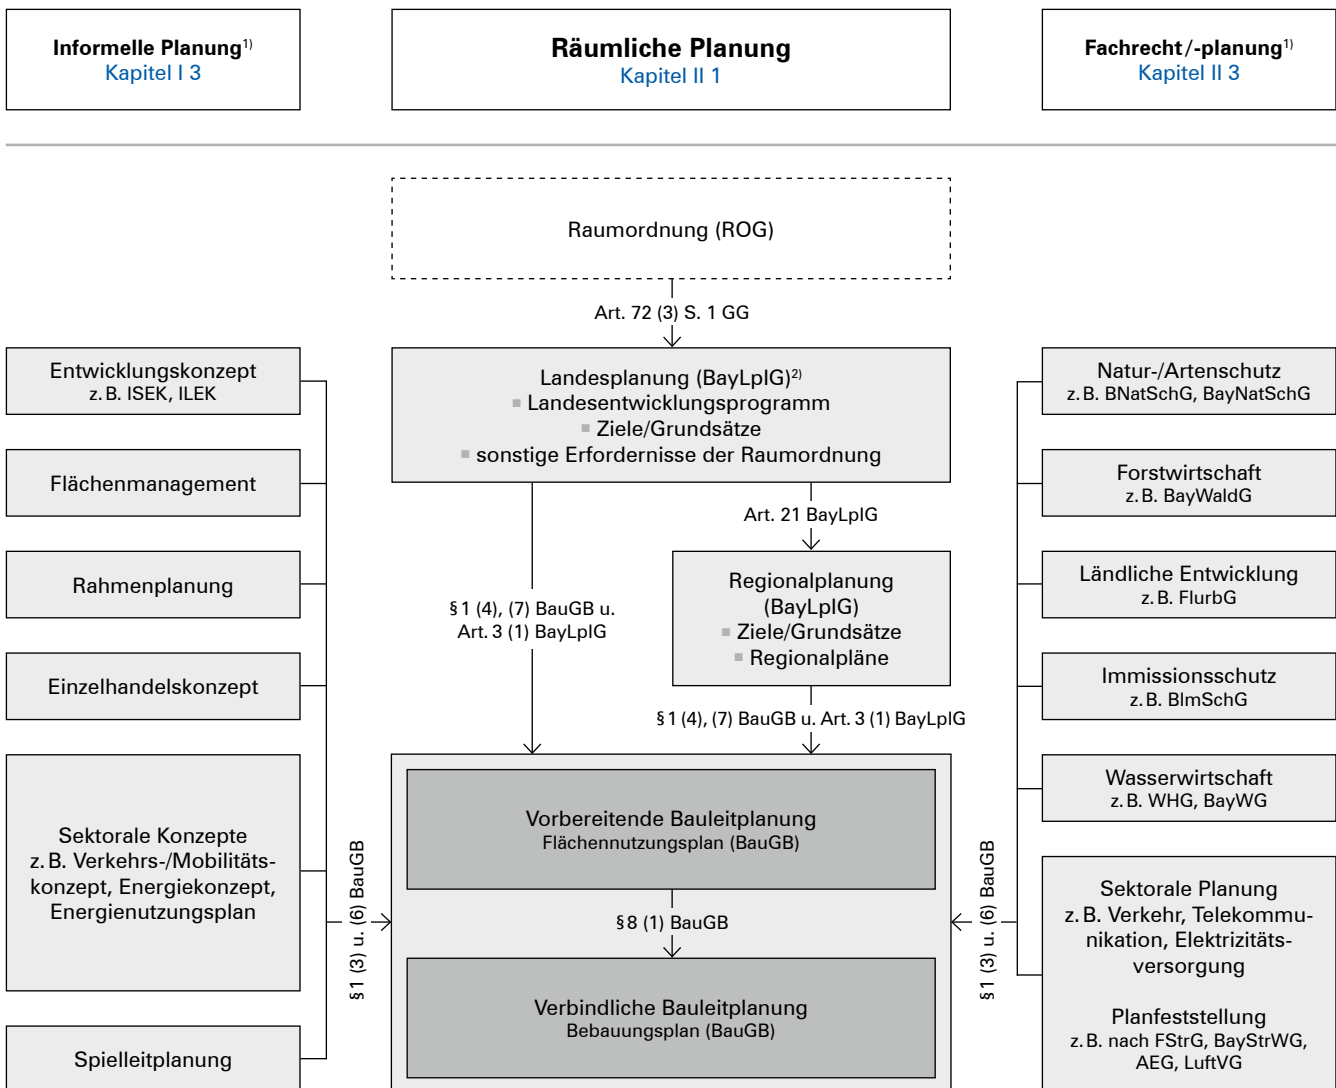 Informelle Planung1)
Kapitel I 3
Räumliche Planung
Kapitel II 1
Fachrecht/-planung1)
Kapitel II 3
Raumordnung (ROG)
Art. 72 (3) S. 1 GG
Landesplanung (BayLplG)2)
▪ Landesentwicklungsprogramm
▪ Ziele/Grundsätze
▪ sonstige Erfordernisse der Raumordnung
Art. 21 BayLplG
§ 1 (4), (7) BauGB u.
Art. 3 (1) BayLplG
Regionalplanung
(BayLplG)
▪ Ziele/Grundsätze
▪ Regionalpläne
§ 1 (4), (7) BauGB u. Art. 3 (1) BayLplG
Vorbereitende Bauleitplanung
Flächennutzungsplan (BauGB)
§ 8 (1) BauGB
Verbindliche Bauleitplanung
Bebauungsplan (BauGB)
Entwicklungskonzept
z. B. ISEK, ILEK
Flächenmanagement
Rahmenplanung
Einzelhandelskonzept
Sektorale Konzepte
z. B. Verkehrs-/Mobilitäts-
konzept, Energiekonzept,
Energienutzungsplan
Spielleitplanung
§ 1 (3) u. (6) BauGB
Natur-/Artenschutz
z. B. BNatSchG, BayNatSchG
Forstwirtschaft
z. B. BayWaldG
Ländliche Entwicklung
z. B. FlurbG
Immissionsschutz
z. B. BImSchG
Wasserwirtschaft
z. B. WHG, BayWG
Sektorale Planung
z. B. Verkehr, Telekommu-
nikation, Elektrizitäts-
versorgung
Planfeststellung
z. B. nach FStrG, BayStrWG,
AEG, LuftVG
§ 1 (3) u. (6) BauGB